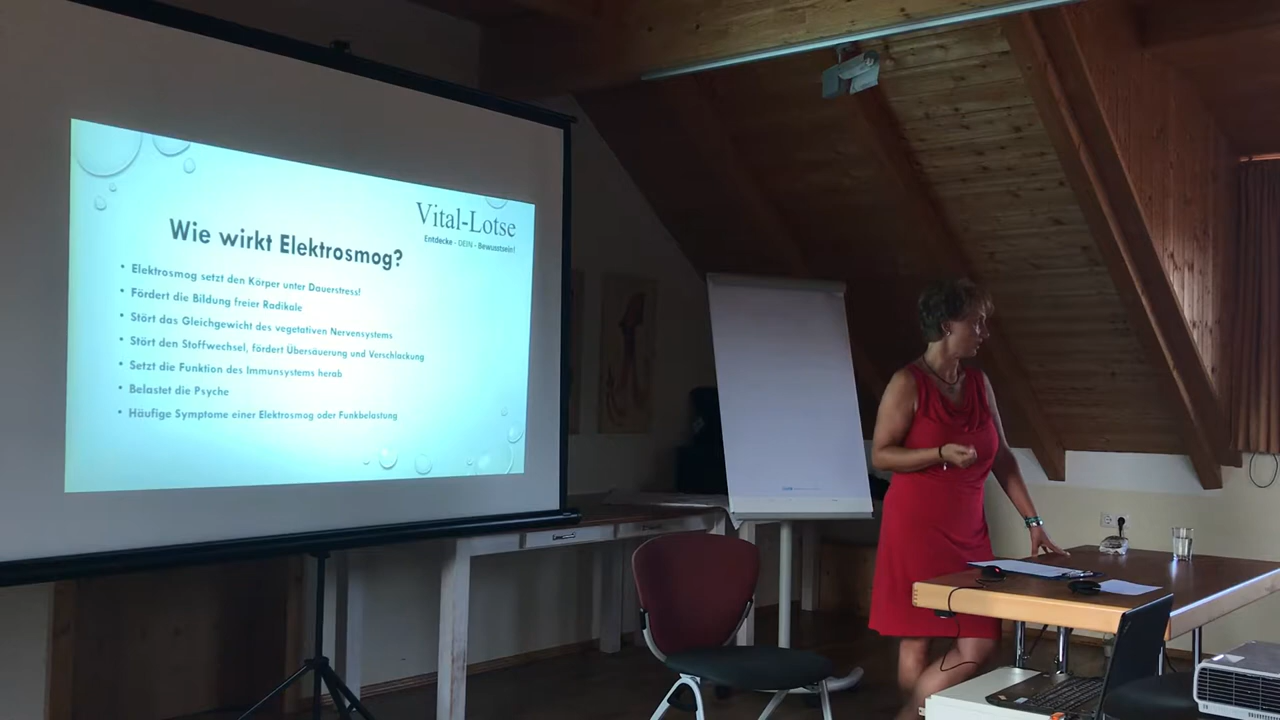 Vital-Lotse
Entdecke - DEIN - Bewusstsein!
Wie wirkt Elektrosmog?
• Elektrosmog setzt den Körper unter Dauerstress!
• Fördert die Bildung freier Radikale
• Stört das Gleichgewicht des vegetativen Nervensystems
• Stört den Stoffwechsel, fördert Übersäuerung und Verschlackung
• Setzt die Funktion des Immunsystems herab
• Belastet die Psyche
• Häufige Symptome einer Elektrosmog oder Funkbelastung